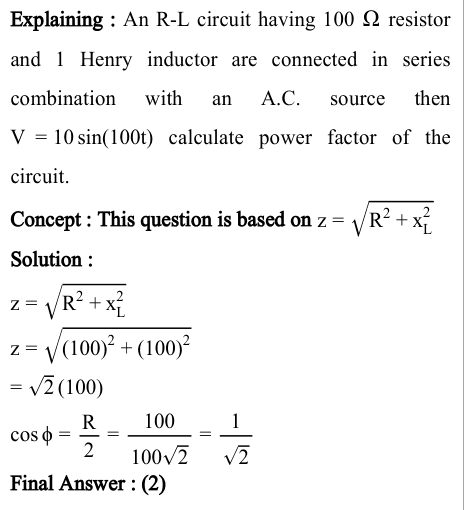 Explaining : An R-L circuit having 100 Ω resistor
and 1 Henry inductor are connected in series
combination with an A.C. source then
V = 10 sin(100t) calculate power factor of the
circuit.
Concept : This question is based on z = √(R² + x_L²)
Solution :
z = √(R² + x_L²)
z = √((100)² + (100)²)
= √2 (100)
cos ϕ = R/2 = 100/(100√2) = 1/√2
Final Answer : (2)